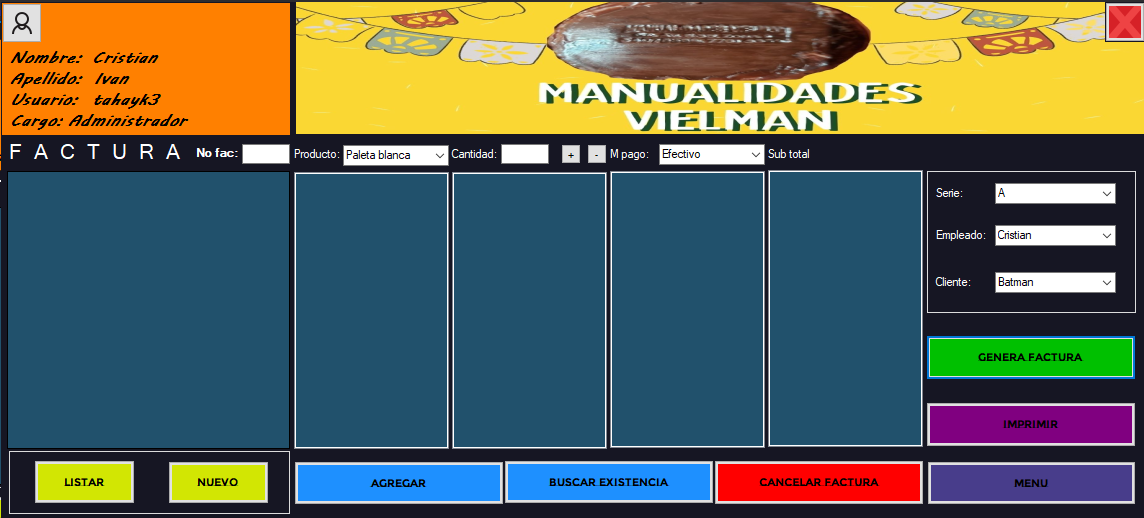 Nombre: Cristian
Apellido: Ivan
Usuario: tahayk3
Cargo: Administrador
MANUALIDADES
VIELMAN
FACTURA No fac: Producto: Paleta blanca Cantidad: + - M pago: Efectivo Sub total
Serie: A
Empleado: Cristian
Cliente: Batman
GENERA FACTURA
IMPRIMIR
LISTAR NUEVO AGREGAR BUSCAR EXISTENCIA CANCELAR FACTURA MENU